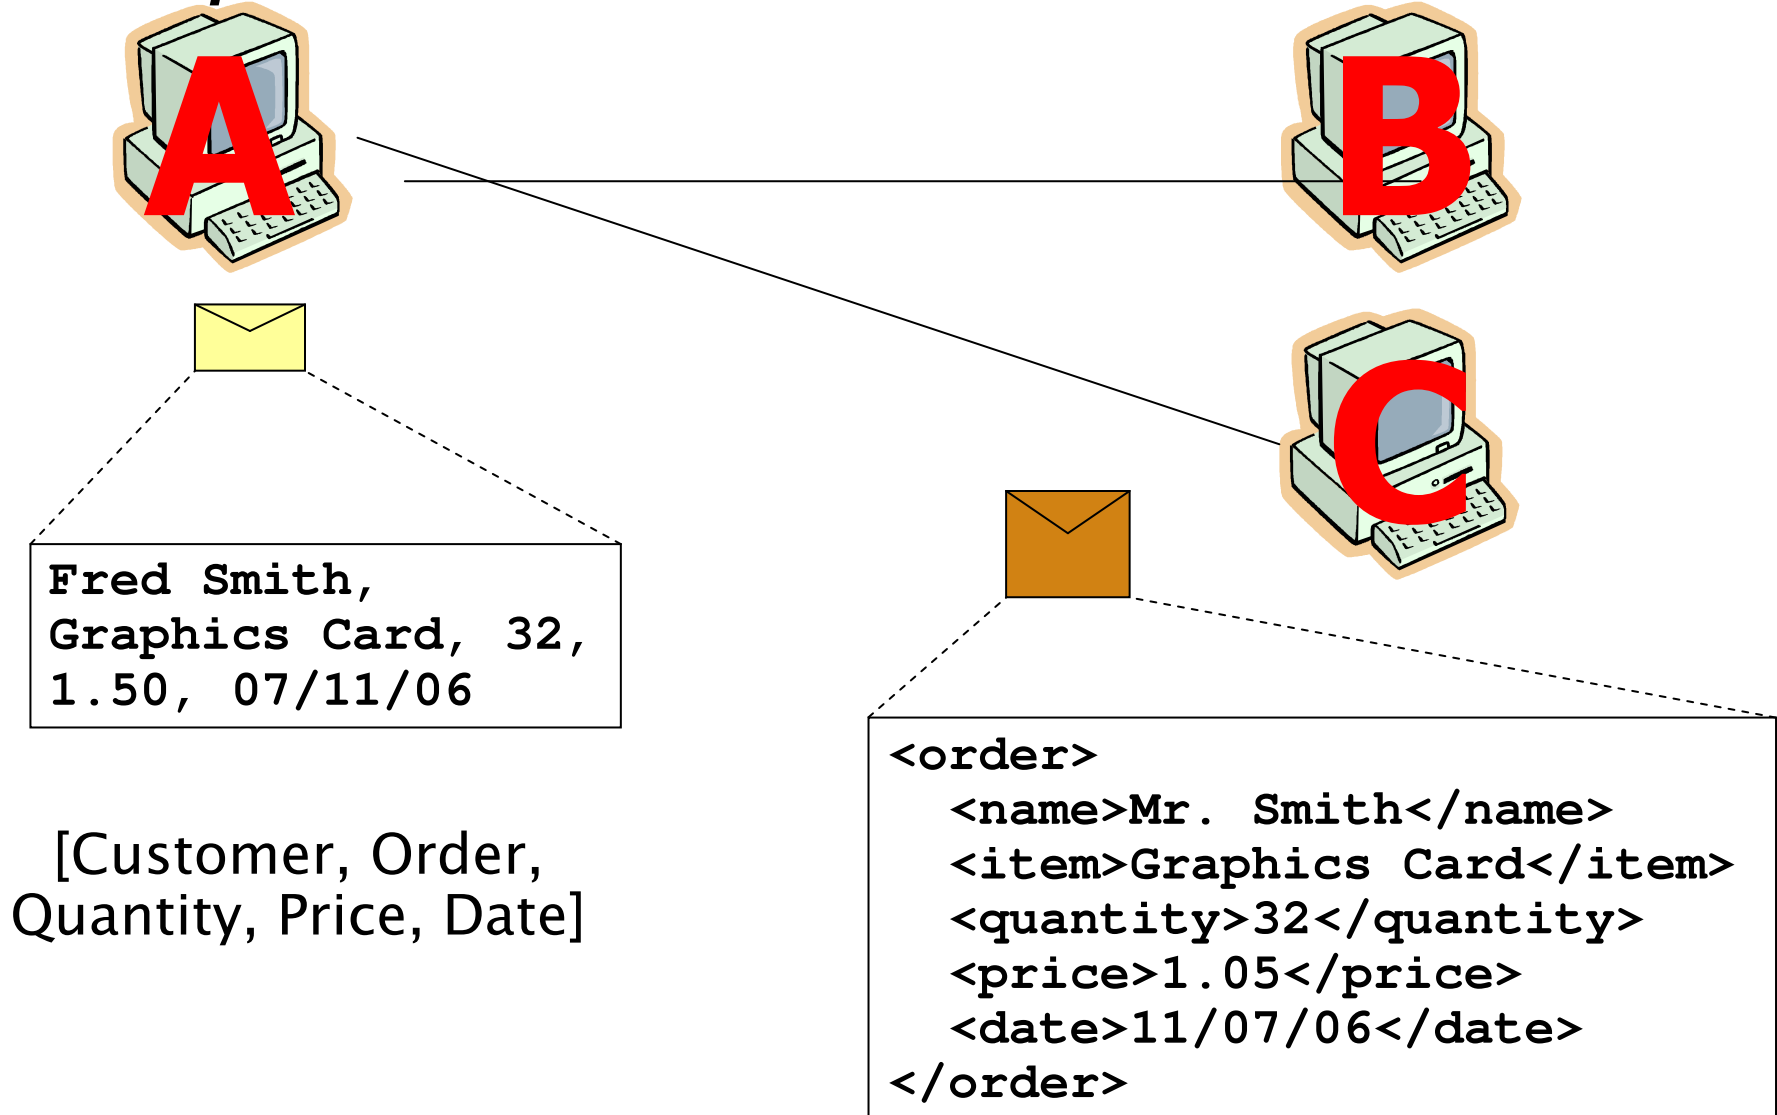 A
B
C
Fred Smith,
Graphics Card, 32,
1.50, 07/11/06
[Customer, Order,
Quantity, Price, Date]
<order>
  <name>Mr. Smith</name>
  <item>Graphics Card</item>
  <quantity>32</quantity>
  <price>1.05</price>
  <date>11/07/06</date>
</order>